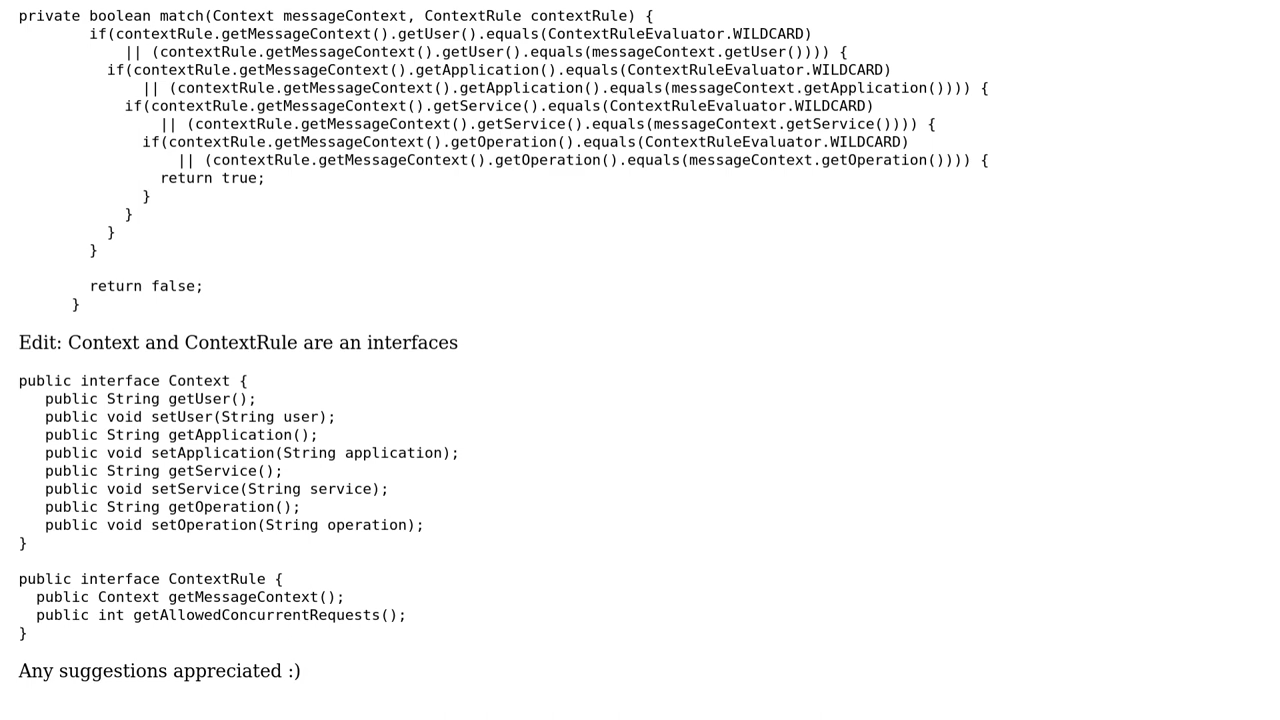 private boolean match(Context messageContext, ContextRule contextRule) {
        if(contextRule.getMessageContext().getUser().equals(ContextRuleEvaluator.WILDCARD)
            || (contextRule.getMessageContext().getUser().equals(messageContext.getUser()))) {
          if(contextRule.getMessageContext().getApplication().equals(ContextRuleEvaluator.WILDCARD)
              || (contextRule.getMessageContext().getApplication().equals(messageContext.getApplication()))) {
            if(contextRule.getMessageContext().getService().equals(ContextRuleEvaluator.WILDCARD)
                || (contextRule.getMessageContext().getService().equals(messageContext.getService()))) {
              if(contextRule.getMessageContext().getOperation().equals(ContextRuleEvaluator.WILDCARD)
                  || (contextRule.getMessageContext().getOperation().equals(messageContext.getOperation()))) {
                return true;
              }
            }
          }
        }

        return false;
      }

Edit: Context and ContextRule are an interfaces

public interface Context {
   public String getUser();
   public void setUser(String user);
   public String getApplication();
   public void setApplication(String application);
   public String getService();
   public void setService(String service);
   public String getOperation();
   public void setOperation(String operation);
}

public interface ContextRule {
  public Context getMessageContext();
  public int getAllowedConcurrentRequests();
}

Any suggestions appreciated :)